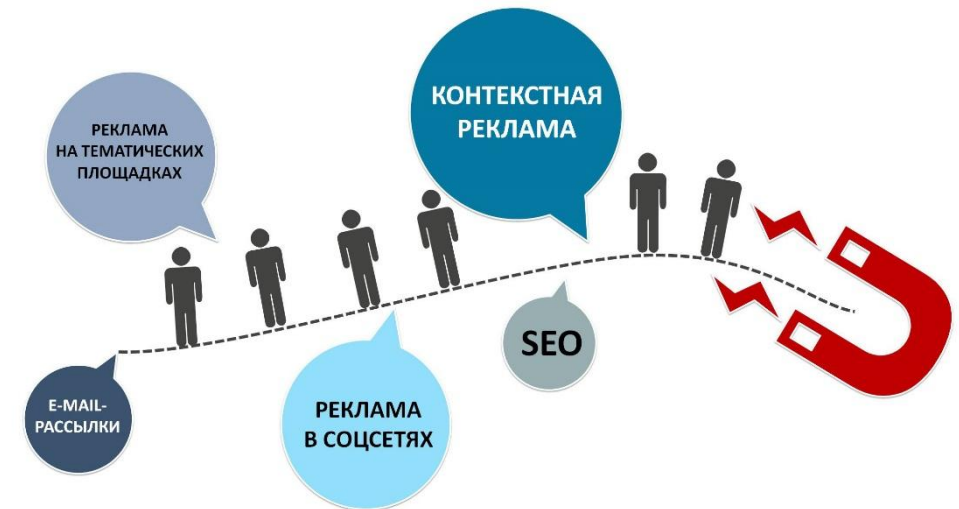 КОНТЕКСТНАЯ
РЕКЛАМА
РЕКЛАМА
НА ТЕМАТИЧЕСКИХ
ПЛОЩАДКАХ
SEO
E-MAIL-
РАССЫЛКИ
РЕКЛАМА
В СОЦСЕТЯХ